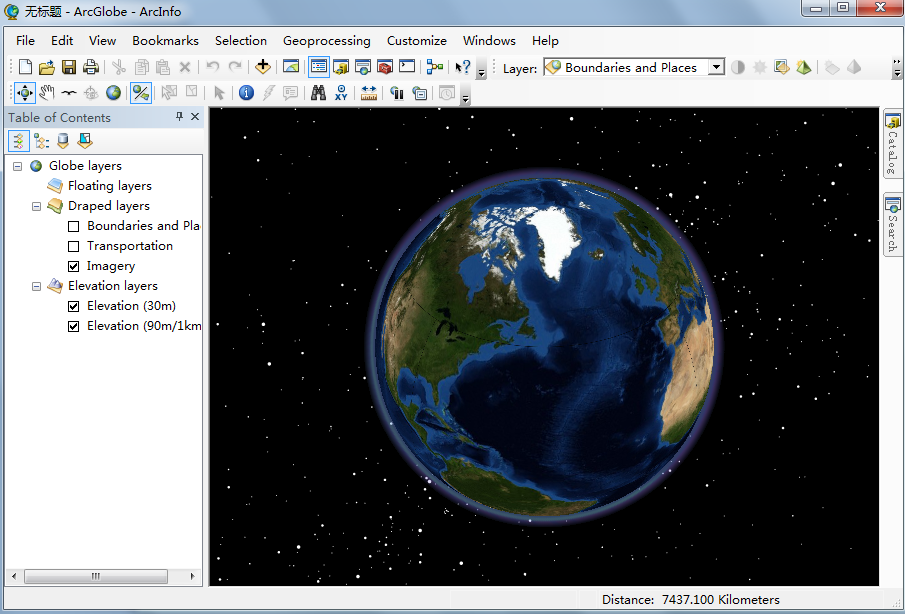 无标题 - ArcGlobe - ArcInfo
File Edit View Bookmarks Selection Geoprocessing Customize Windows Help
Layer: Boundaries and Places
Table of Contents
Globe layers
Floating layers
Draped layers
Boundaries and Pla
Transportation
Imagery
Elevation layers
Elevation (30m)
Elevation (90m/1km
Catalog
Search
Distance: 7437.100 Kilometers